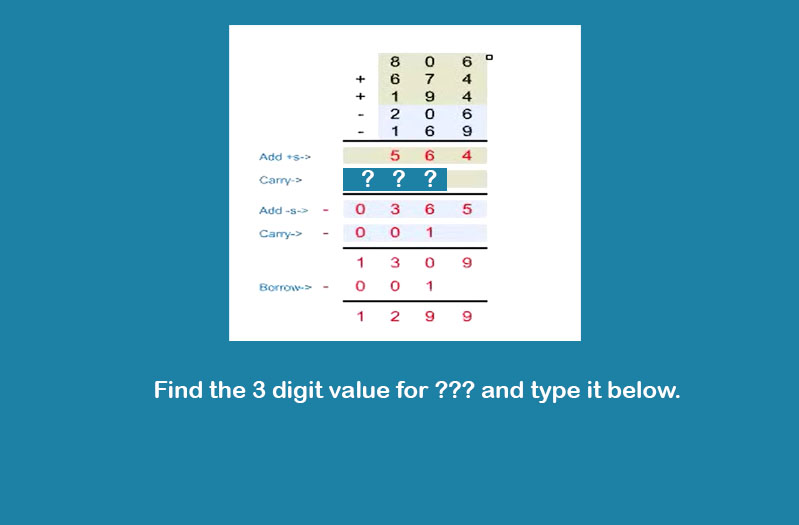 8 0 6
+ 6 7 4
+ 1 9 4
- 2 0 6
- 1 6 9
Add +s-> 5 6 4
Carry-> ? ? ?
Add -s-> - 0 3 6 5
Carry-> - 0 0 1
1 3 0 9
Borrow-> - 0 0 1
1 2 9 9
Find the 3 digit value for ??? and type it below.